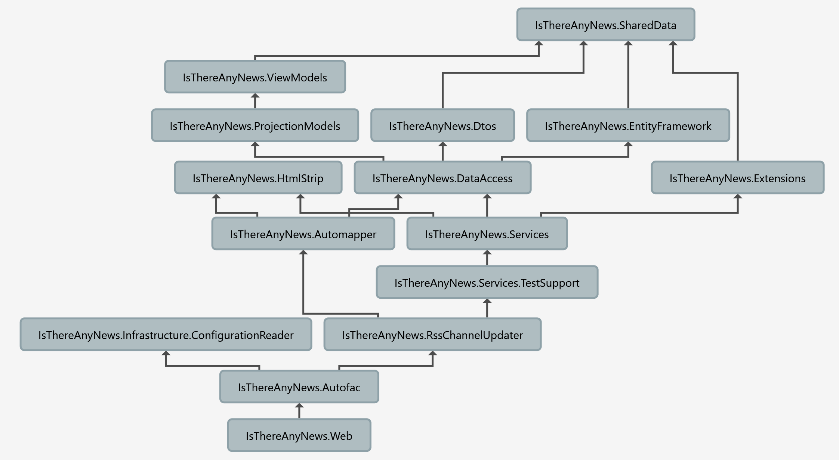 IsThereAnyNews.SharedData
IsThereAnyNews.ViewModels
IsThereAnyNews.ProjectionModels
IsThereAnyNews.Dtos
IsThereAnyNews.EntityFramework
IsThereAnyNews.HtmlStrip
IsThereAnyNews.DataAccess
IsThereAnyNews.Extensions
IsThereAnyNews.Automapper
IsThereAnyNews.Services
IsThereAnyNews.Services.TestSupport
IsThereAnyNews.Infrastructure.ConfigurationReader
IsThereAnyNews.RssChannelUpdater
IsThereAnyNews.Autofac
IsThereAnyNews.Web